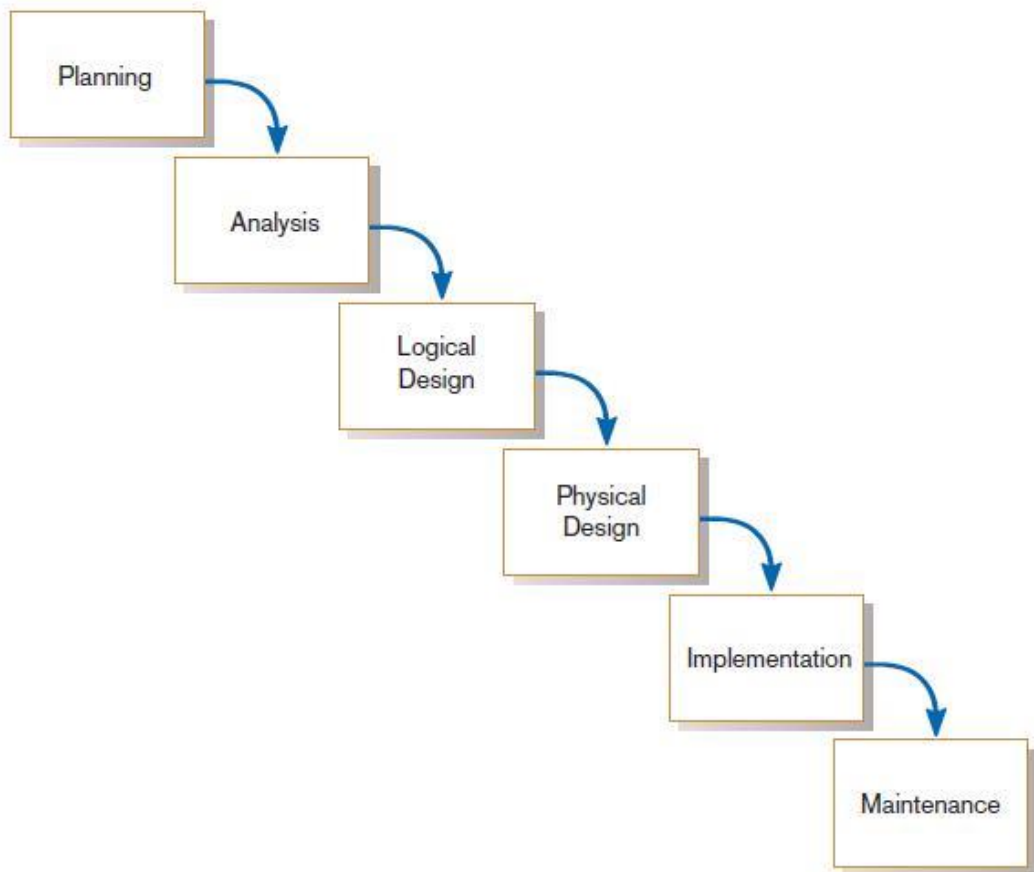 Planning
Analysis
Logical
Design
Physical
Design
Implementation
Maintenance